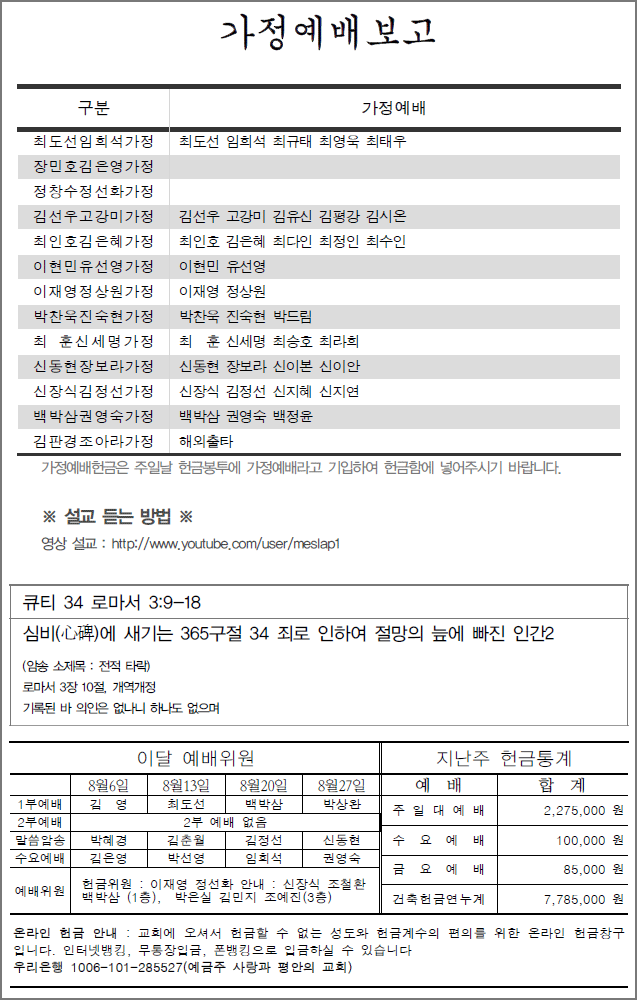 가정예배보고
구분 가정예배
최도선임희석가정 최도선 임희석 최규태 최영욱 최태우
장민호김은영가정
정창수정선화가정
김선우고강미가정 김선우 고강미 김유신 김평강 김시온
최인호김은혜가정 최인호 김은혜 최다인 최정인 최수인
이현민유선영가정 이현민 유선영
이재영정상원가정 이재영 정상원
박찬욱진숙현가정 박찬욱 진숙현 박드림
최 훈신세명가정 최 훈 신세명 최승호 최라희
신동현장보라가정 신동현 장보라 신이본 신이안
신장식김정선가정 신장식 김정선 신지혜 신지연
백박삼권영숙가정 백박삼 권영숙 백정윤
김판경조아라가정 해외출타
가정예배헌금은 주일날 헌금봉투에 가정예배라고 기입하여 헌금함에 넣어주시기 바랍니다.
※ 설교 듣는 방법 ※
영상 설교 : http://www.youtube.com/user/meslap1
큐티 34 로마서 3:9-18
심비(心碑)에 새기는 365구절 34 죄로 인하여 절망의 늪에 빠진 인간2
(암송 소제목 : 전적 타락)
로마서 3장 10절, 개역개정
기록된 바 의인은 없나니 하나도 없으며
이달 예배위원
8월6일 8월13일 8월20일 8월27일
1부예배 김 영 최도선 백박삼 박상환
2부예배 2부 예배 없음
말씀암송 박혜경 김춘월 김정선 신동현
수요예배 김은영 박선영 임희석 권영숙
예배위원 헌금위원 : 이재영 정선화 안내 : 신장식 조철환
백박삼 (1층), 박은실 김민지 조예진(3층)
지난주 헌금통계
예 배 합 계
주 일 대 예 배 2,275,000 원
수 요 예 배 100,000 원
금 요 예 배 85,000 원
건축헌금연누계 7,785,000 원
온라인 헌금 안내 : 교회에 오셔서 헌금할 수 없는 성도와 헌금계수의 편의를 위한 온라인 헌금창구
입니다. 인터넷뱅킹, 무통장입금, 폰뱅킹으로 입금하실 수 있습니다
우리은행 1006-101-285527(예금주 사랑과 평안의 교회)